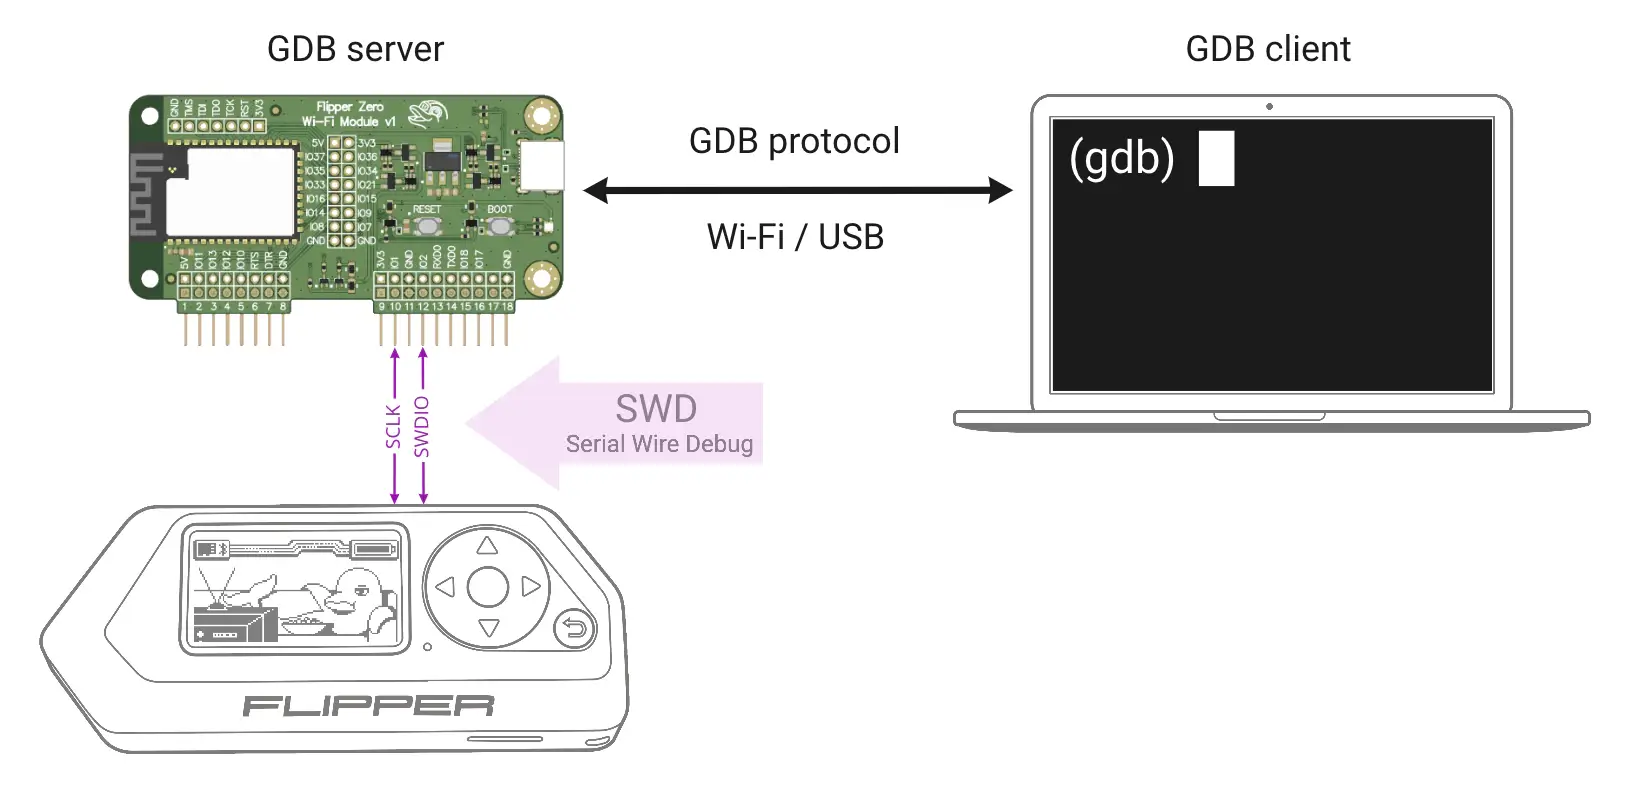 GDB server
GDB client
GND TMS TDI TDO TCK RST 3V3
Flipper Zero
Wi-Fi Module v1
5V 3V3
IO37 IO36
IO35 IO34
IO33 IO21
IO16 IO15
IO14 IO9
IO8 IO7
GND GND
RESET BOOT
5V IO11 IO13 IO12 IO10 RTS DTR GND
3V3 IO1 GND IO2 RXD0 TXD0 IO18 IO17 GND
1 2 3 4 5 6 7 8
9 10 11 12 13 14 15 16 17 18
GDB protocol
Wi-Fi / USB
(gdb)
SCLK
SWDIO
SWD
Serial Wire Debug
FLIPPER